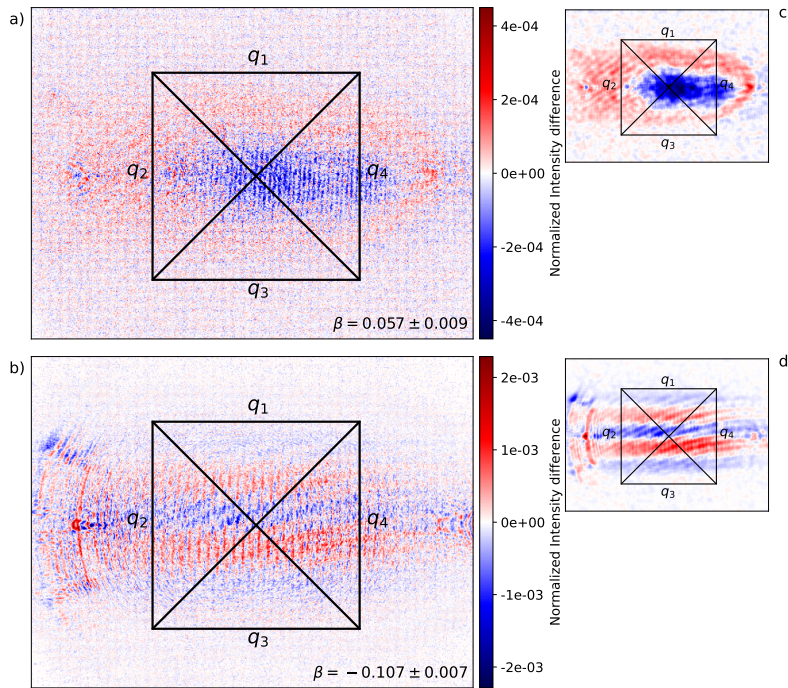 a)
q1
q2
q4
q3
β = 0.057 ± 0.009
4e-04
2e-04
0e+00
-2e-04
-4e-04
Normalized Intensity difference
c
q1
q2
q4
q3
b)
q1
q2
q4
q3
β = −0.107 ± 0.007
2e-03
1e-03
0e+00
-1e-03
-2e-03
Normalized Intensity difference
d
q1
q2
q4
q3